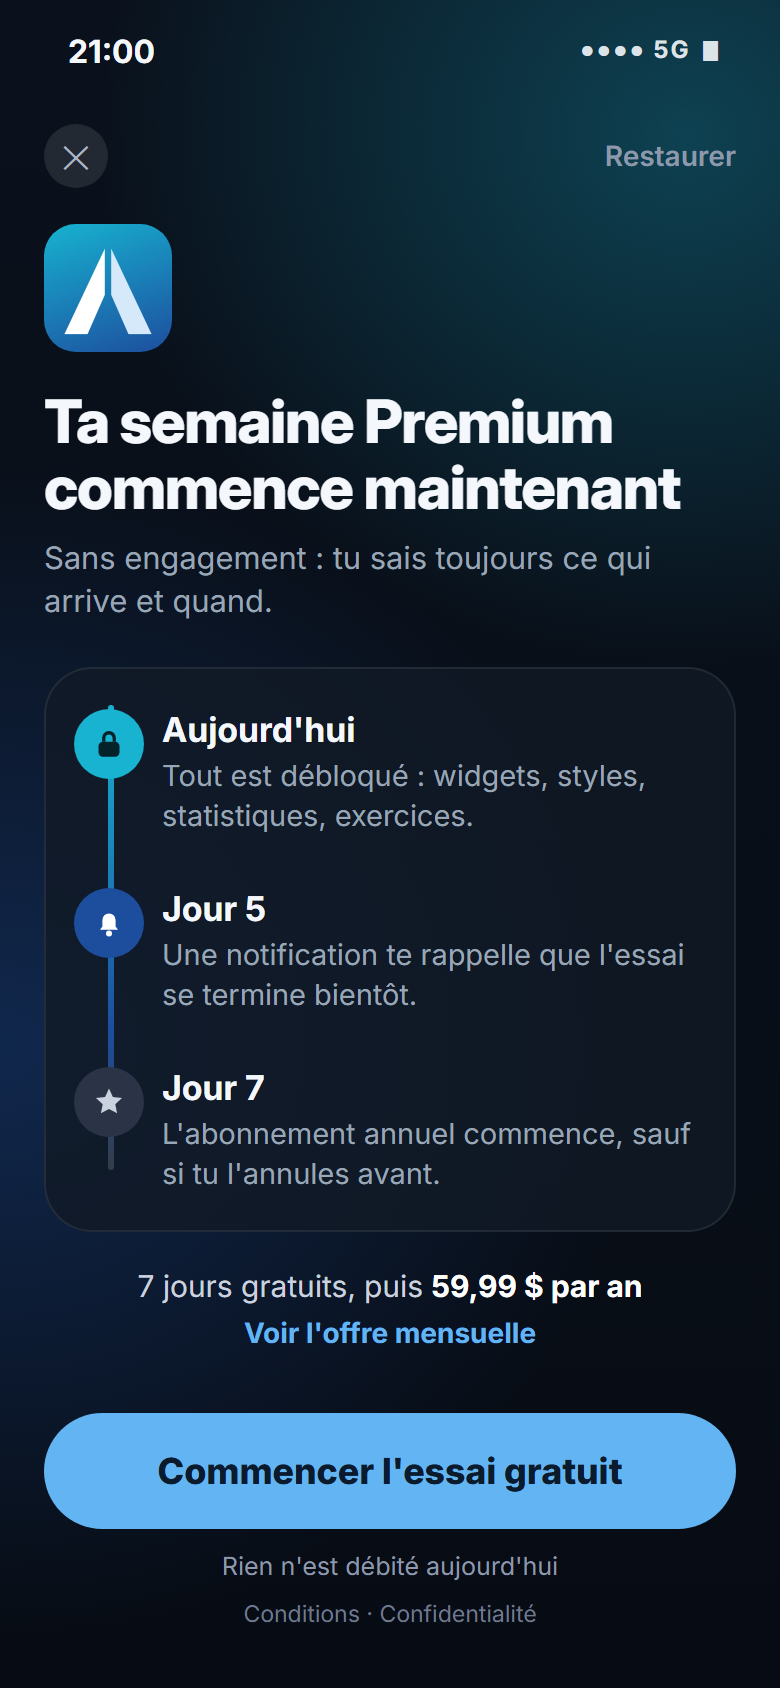 21:00
5G
Restaurer
Ta semaine Premium
commence maintenant
Sans engagement : tu sais toujours ce qui
arrive et quand.
Aujourd'hui
Tout est débloqué : widgets, styles,
statistiques, exercices.
Jour 5
Une notification te rappelle que l'essai
se termine bientôt.
Jour 7
L'abonnement annuel commence, sauf
si tu l'annules avant.
7 jours gratuits, puis 59,99 $ par an
Voir l'offre mensuelle
Commencer l'essai gratuit
Rien n'est débité aujourd'hui
Conditions · Confidentialité